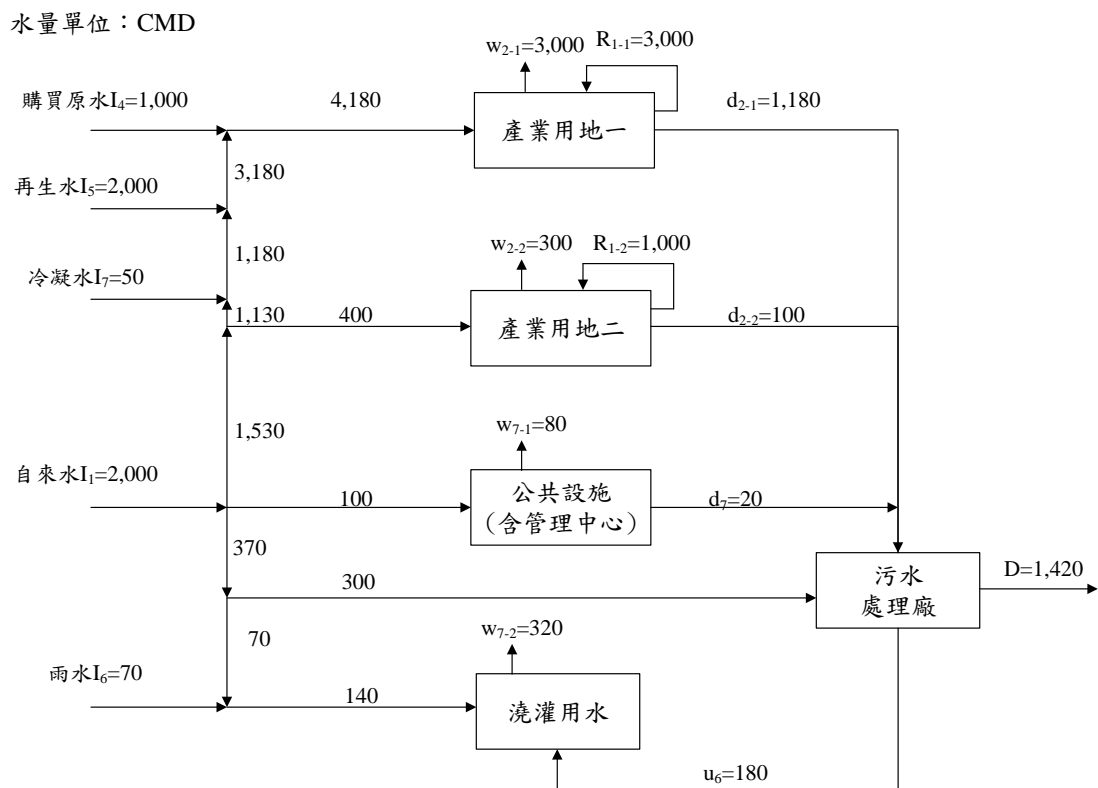 水量單位：CMD
w2-1=3,000
R1-1=3,000
購買原水I4=1,000
4,180
d2-1=1,180
產業用地一
3,180
再生水I5=2,000
1,180
w2-2=300
R1-2=1,000
冷凝水I7=50
1,130
400
d2-2=100
產業用地二
1,530
w7-1=80
自來水I1=2,000
100
公共設施
（含管理中心）
d7=20
370
300
污水
處理廠
D=1,420
70
w7-2=320
雨水I6=70
140
澆灌用水
u6=180